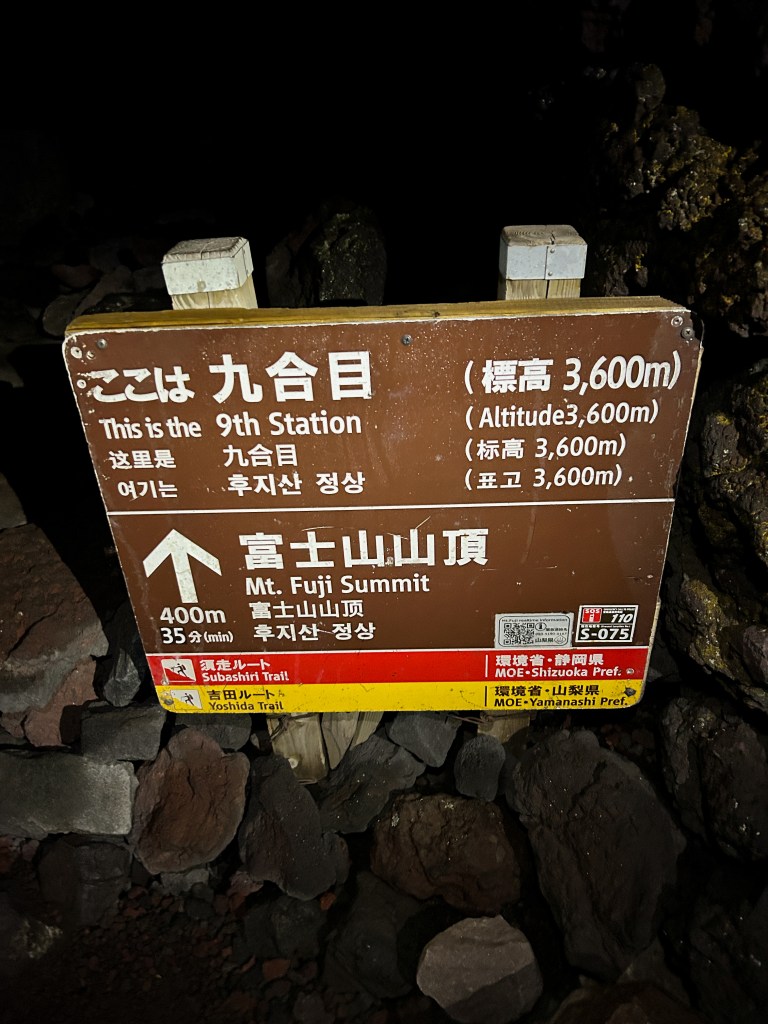 ここは 九合目 (標高 3,600m)
This is the 9th Station (Altitude3,600m)
这里是 九合目 (标高 3,600m)
여기는 후지산 정상 (표고 3,600m)
富士山山頂
Mt. Fuji Summit
400m 富士山山顶
35分(min) 후지산 정상
SOS 110
S-075
須走ルート 環境省・静岡県
Subashiri Trail MOE・Shizuoka Pref.
吉田ルート 環境省・山梨県
Yoshida Trail MOE・Yamanashi Pref.